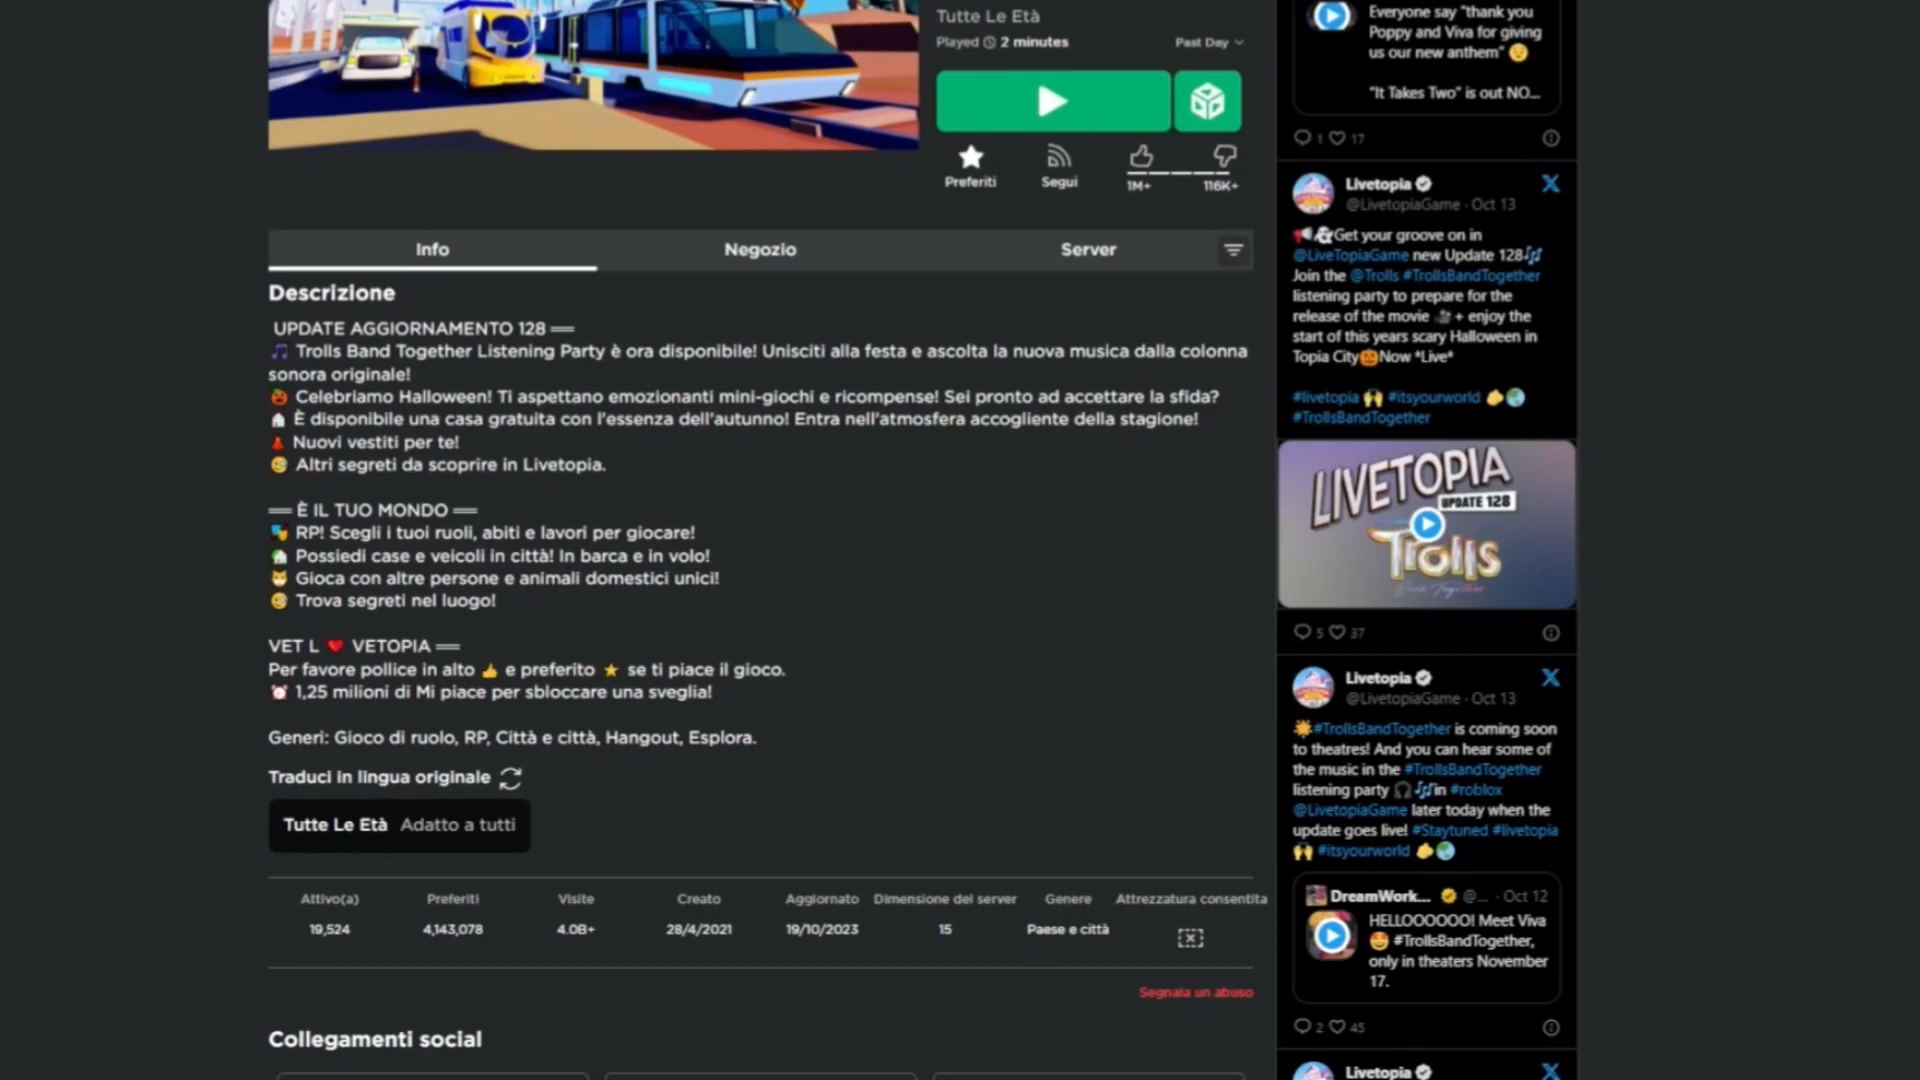 Tutte Le Età
Played 2 minutes
Past Day
Preferiti
Segui
1M+
116K+
Info
Negozio
Server
Descrizione
UPDATE AGGIORNAMENTO 128 ══
🎵 Trolls Band Together Listening Party è ora disponibile! Unisciti alla festa e ascolta la nuova musica dalla colonna
sonora originale!
🎃 Celebriamo Halloween! Ti aspettano emozionanti mini-giochi e ricompense! Sei pronto ad accettare la sfida?
🏠 È disponibile una casa gratuita con l'essenza dell'autunno! Entra nell'atmosfera accogliente della stagione!
Nuovi vestiti per te!
Altri segreti da scoprire in Livetopia.
══ È IL TUO MONDO ══
🎭 RP! Scegli i tuoi ruoli, abiti e lavori per giocare!
🏠 Possiedi case e veicoli in città! In barca e in volo!
Gioca con altre persone e animali domestici unici!
Trova segreti nel luogo!
VET L ❤️ VETOPIA ══
Per favore pollice in alto 👍 e preferito ⭐ se ti piace il gioco.
⏰ 1,25 milioni di Mi piace per sbloccare una sveglia!
Generi: Gioco di ruolo, RP, Città e città, Hangout, Esplora.
Traduci in lingua originale
Tutte Le Età Adatto a tutti
Attivo(a) Preferiti Visite Creato Aggiornato Dimensione del server Genere Attrezzatura consentita
19,524 4,143,078 4.0B+ 28/4/2021 19/10/2023 15 Paese e città
Segnala un abuso
Collegamenti social
Everyone say "thank you
Poppy and Viva for giving
us our new anthem"
"It Takes Two" is out NO...
1 17
Livetopia
@LivetopiaGame · Oct 13
Get your groove on in
@LiveTopiaGame new Update 128🎶
Join the @Trolls #TrollsBandTogether
listening party to prepare for the
release of the movie 🎥 + enjoy the
start of this years scary Halloween in
Topia City🎃Now *Live*
#livetopia 🙌 #itsyourworld
#TrollsBandTogether
LIVETOPIA
UPDATE 128
Trolls
Band Together
5 37
Livetopia
@LivetopiaGame · Oct 13
#TrollsBandTogether is coming soon
to theatres! And you can hear some of
the music in the #TrollsBandTogether
listening party 🎧🎶in #roblox
@LivetopiaGame later today when the
update goes live! #Staytuned #livetopia
🙌 #itsyourworld
DreamWork... @... · Oct 12
HELLOOOOOO! Meet Viva
🤩 #TrollsBandTogether,
only in theaters November
17.
2 45
Livetopia